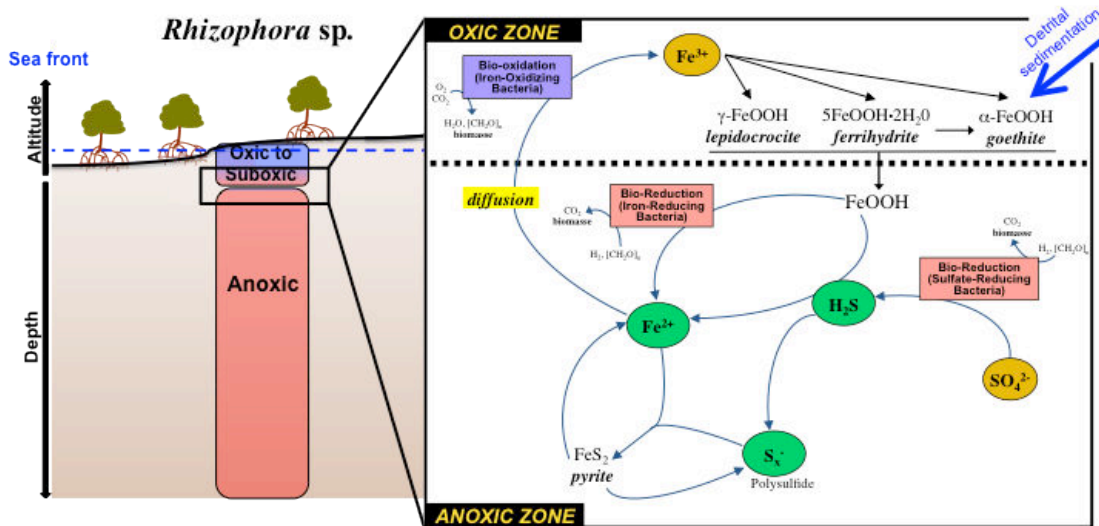 Rhizophora sp.
Sea front
Altitude
Depth
Oxic to
Suboxic
Anoxic
OXIC ZONE
Detrital
sedimentation
Bio-oxidation
(Iron-Oxidizing
Bacteria)
O₂
CO₂
H₂O, [CH₂O]ₙ
biomasse
Fe³⁺
γ-FeOOH
lepidocrocite
5FeOOH•2H₂0
ferrihydrite
α-FeOOH
goethite
diffusion
Bio-Reduction
(Iron-Reducing
Bacteria)
CO₂
biomasse
H₂, [CH₂O]ₙ
FeOOH
CO₂
biomasse
H₂, [CH₂O]ₙ
Bio-Reduction
(Sulfate-Reducing
Bacteria)
H₂S
Fe²⁺
SO₄²⁻
FeS₂
pyrite
Sₓ⁻
Polysulfide
ANOXIC ZONE